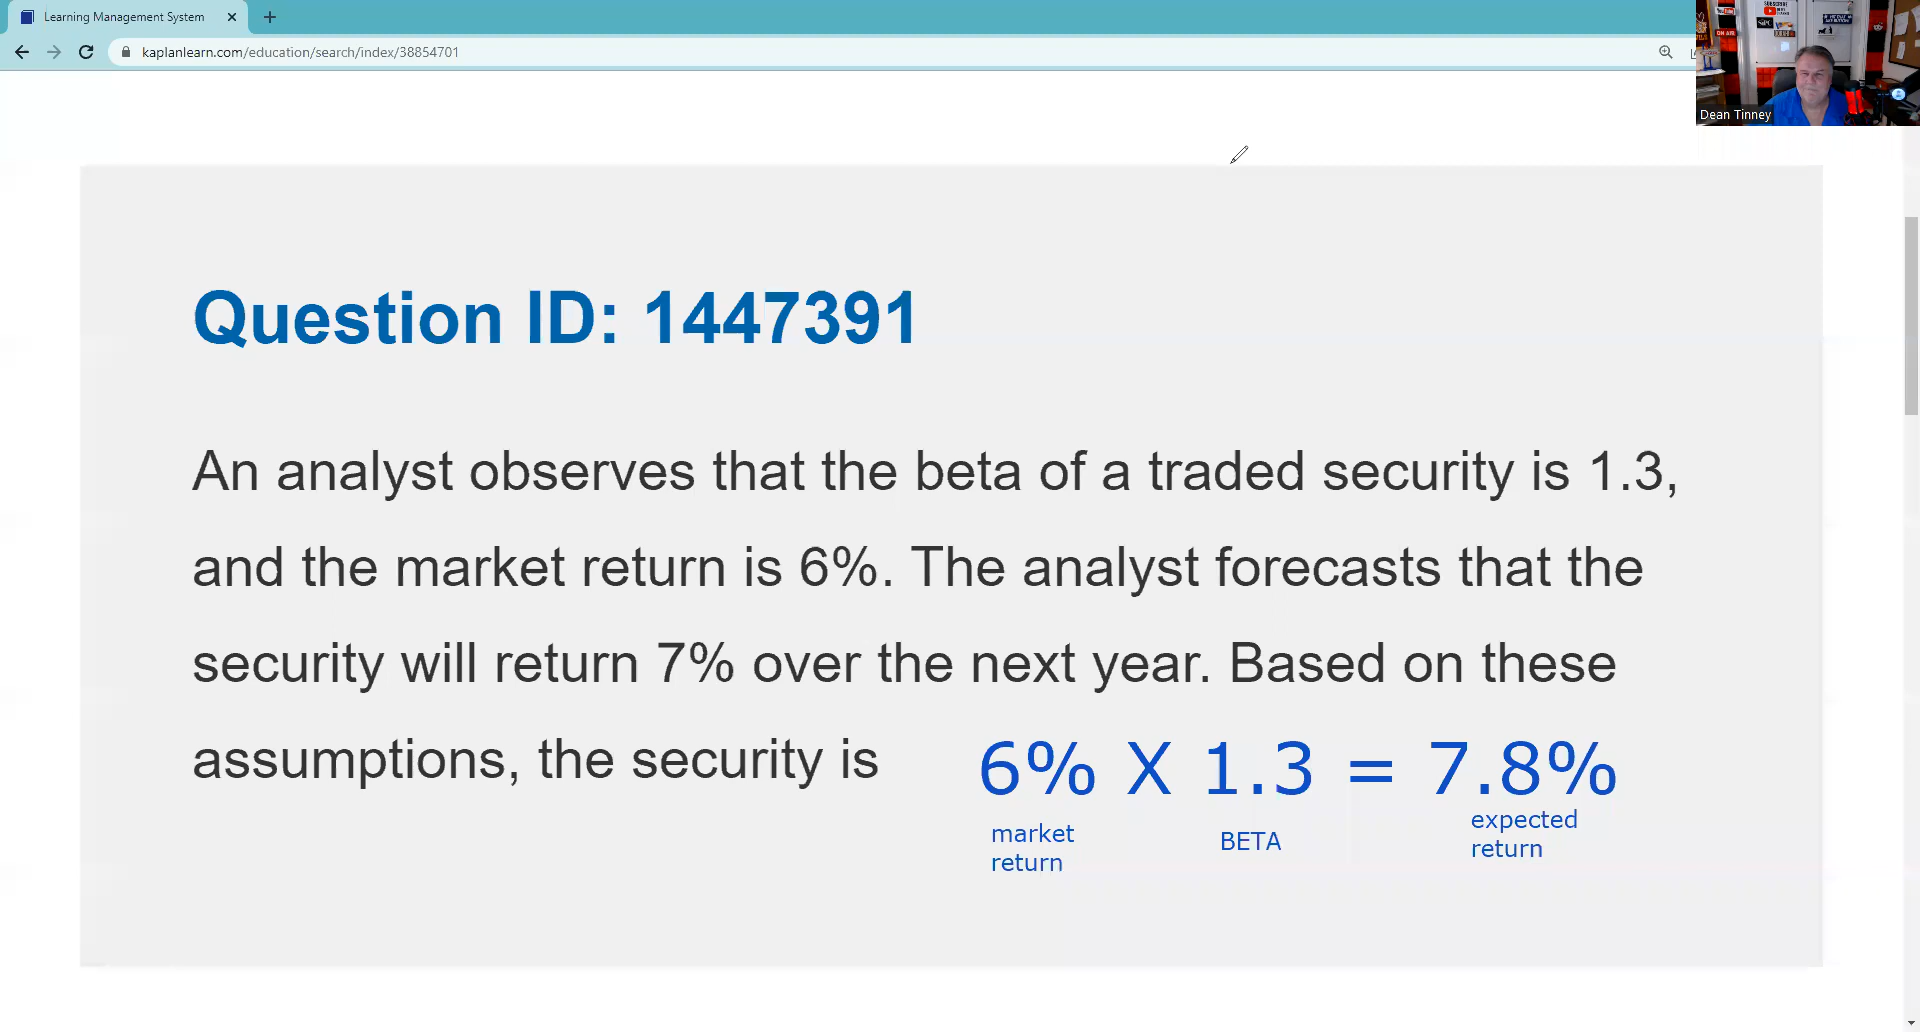 Learning Management System
kaplanlearn.com/education/search/index/38854701
SUBSCRIBE
ON AIR
Dean Tinney
Question ID: 1447391
An analyst observes that the beta of a traded security is 1.3,
and the market return is 6%. The analyst forecasts that the
security will return 7% over the next year. Based on these
assumptions, the security is
6% X 1.3 = 7.8%
market
return
BETA
expected
return